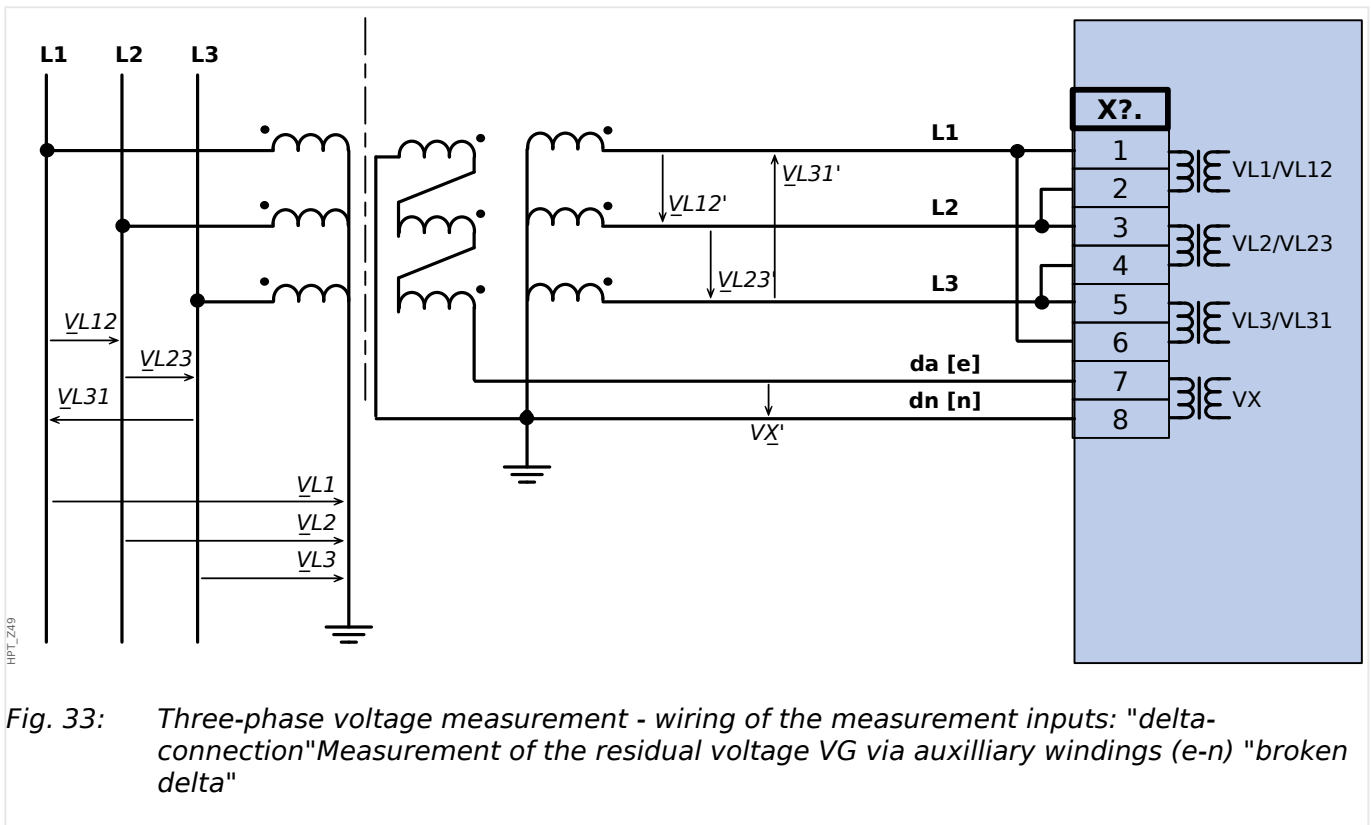 L1 L2 L3
X?.
L1
1
VL31'
VL1/VL12
2
VL12'
L2
3
VL2/VL23
4
VL23'
L3
5
VL3/VL31
6
VL12
VL23
da [e]
7
VL31
dn [n]
VX
8
VX'
VL1
VL2
VL3
HPT_Z49
Fig. 33: Three-phase voltage measurement - wiring of the measurement inputs: "delta-
connection"Measurement of the residual voltage VG via auxilliary windings (e-n) "broken
delta"